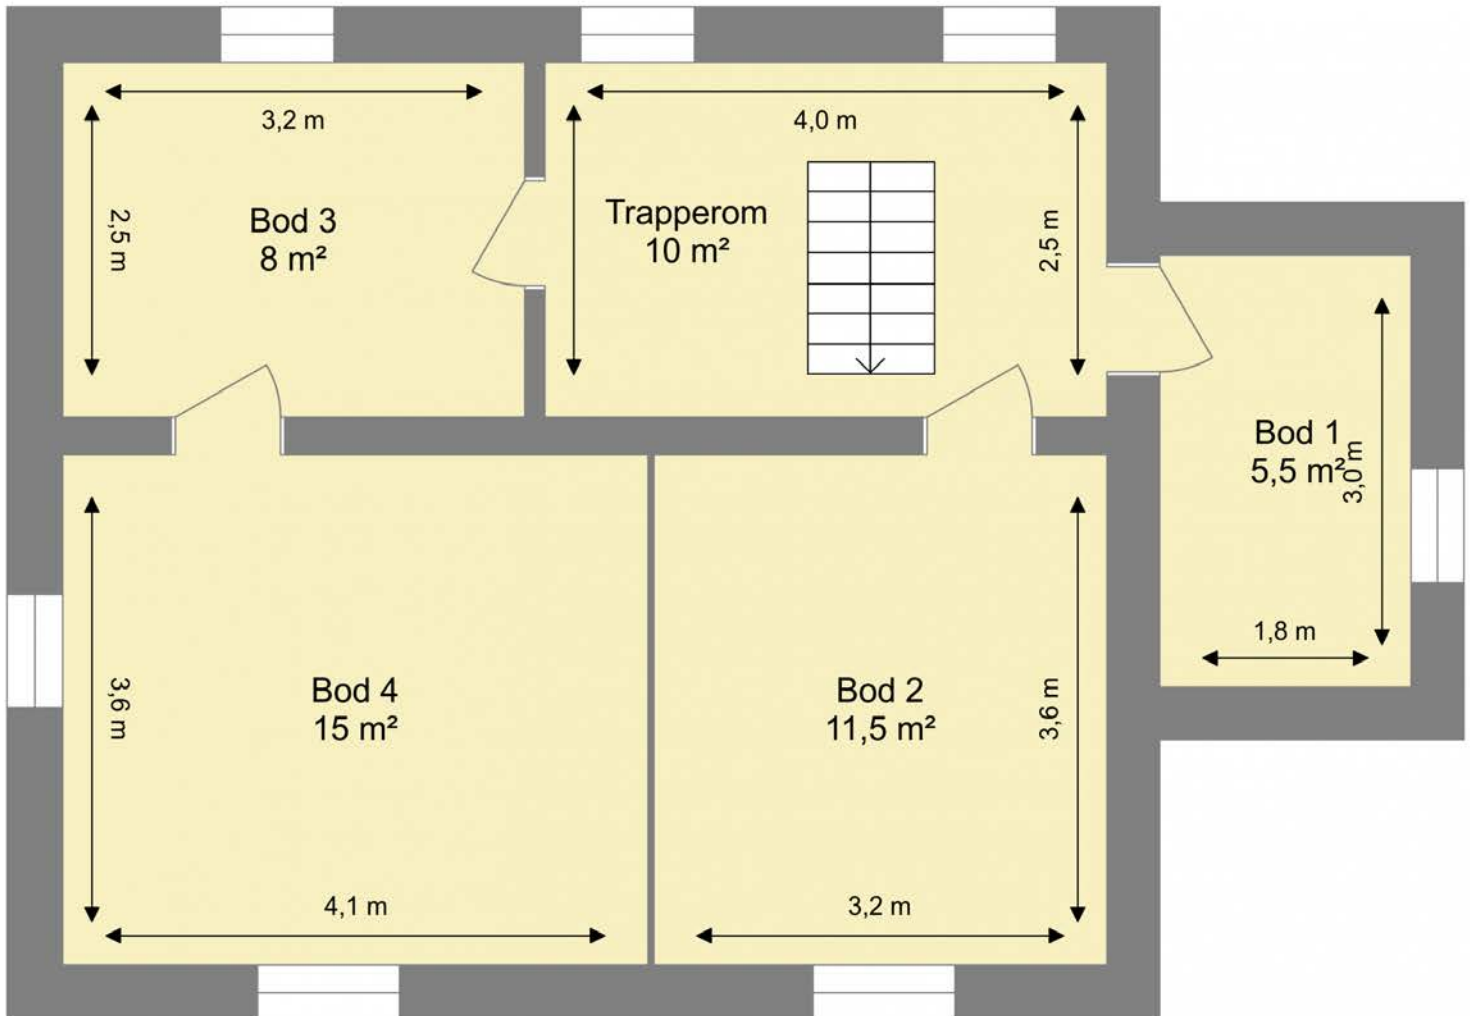 3,2 m
2,5 m
Bod 3
8 m²
4,0 m
Trapperom
10 m²
2,5 m
Bod 1
5,5 m²
3,0 m
1,8 m
3,6 m
Bod 4
15 m²
4,1 m
Bod 2
11,5 m²
3,6 m
3,2 m